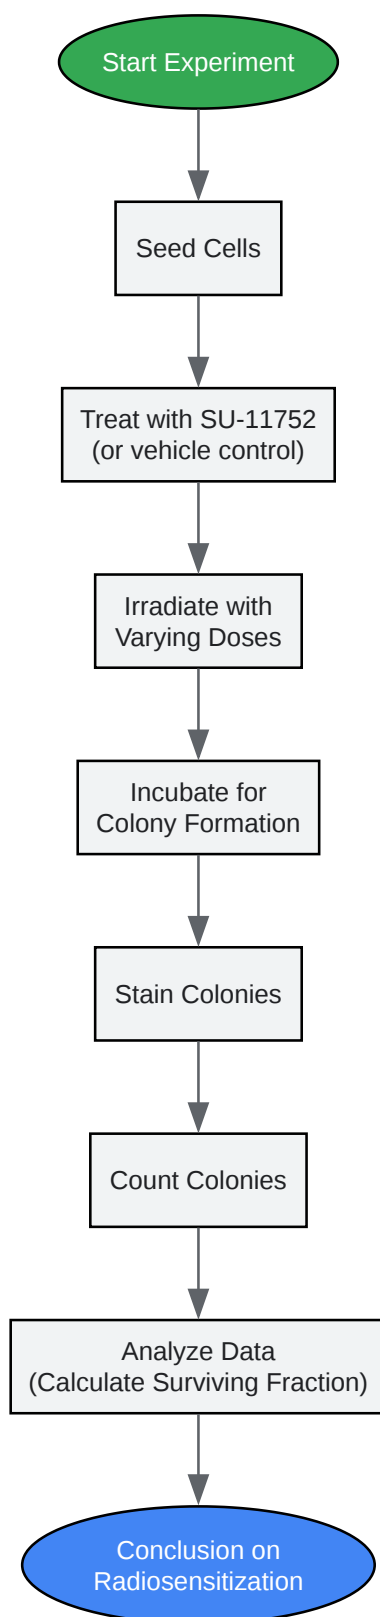 Start Experiment
Seed Cells
Treat with SU-11752
(or vehicle control)
Irradiate with
Varying Doses
Incubate for
Colony Formation
Stain Colonies
Count Colonies
Analyze Data
(Calculate Surviving Fraction)
Conclusion on
Radiosensitization